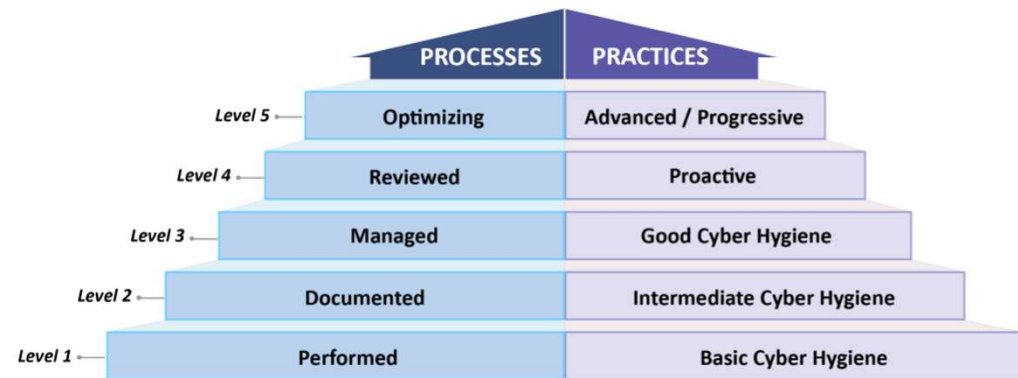 PROCESSES PRACTICES
Level 5 Optimizing Advanced / Progressive
Level 4 Reviewed Proactive
Level 3 Managed Good Cyber Hygiene
Level 2 Documented Intermediate Cyber Hygiene
Level 1 Performed Basic Cyber Hygiene